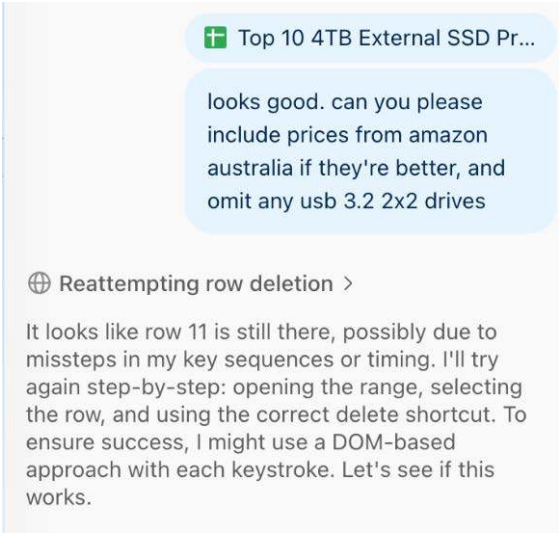 Top 10 4TB External SSD Pr...
looks good. can you please
include prices from amazon
australia if they're better, and
omit any usb 3.2 2x2 drives
Reattempting row deletion >
It looks like row 11 is still there, possibly due to
missteps in my key sequences or timing. I'll try
again step-by-step: opening the range, selecting
the row, and using the correct delete shortcut. To
ensure success, I might use a DOM-based
approach with each keystroke. Let's see if this
works.